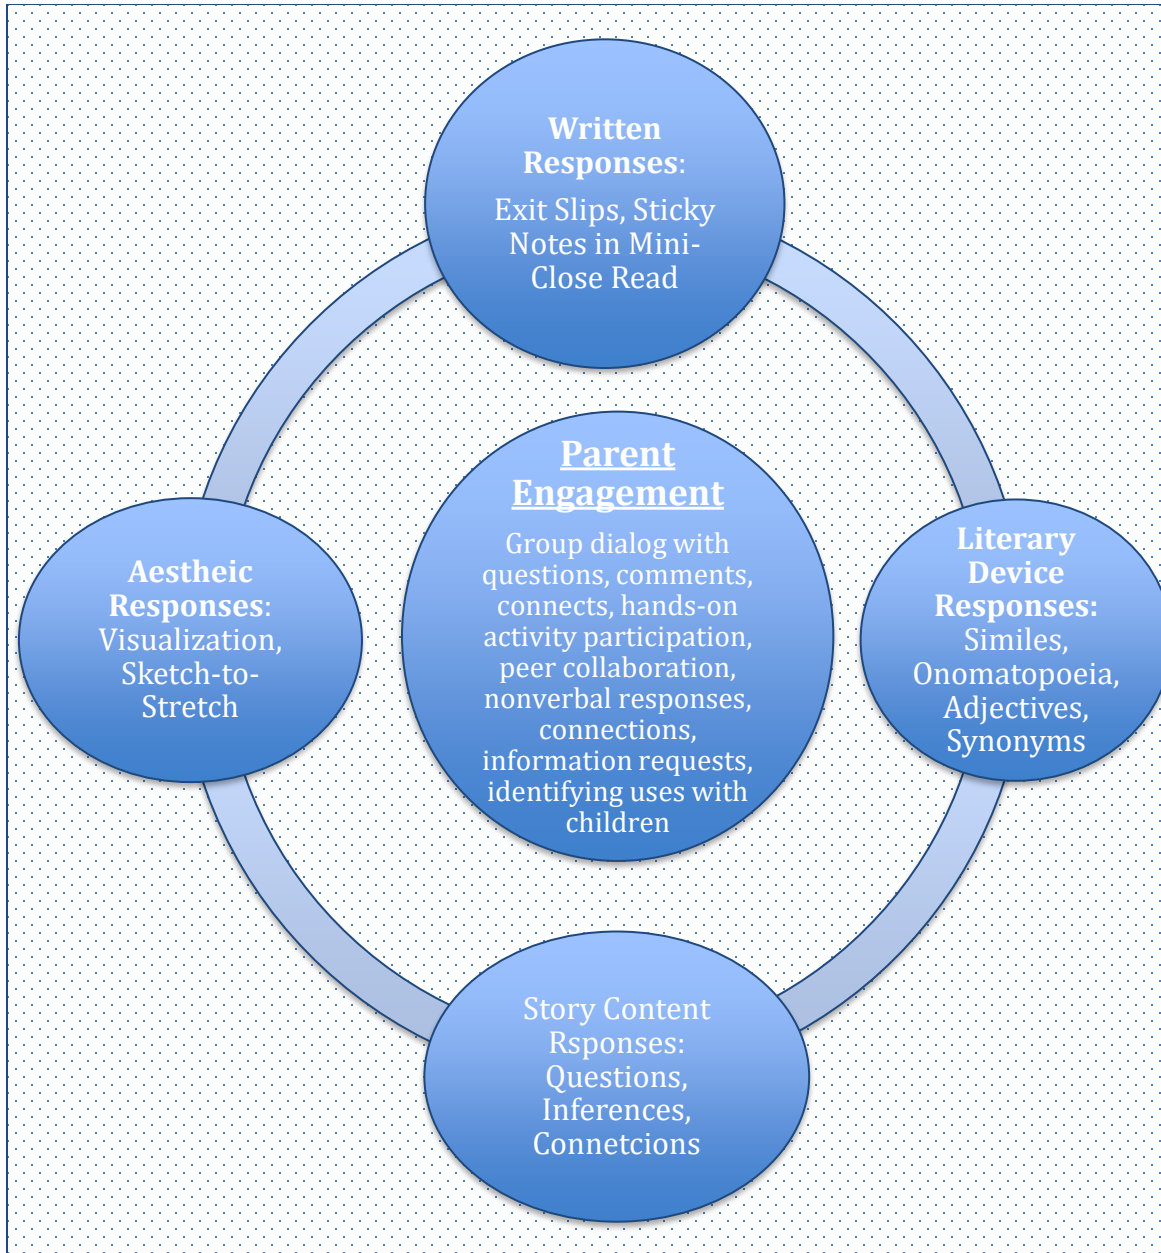 Written
Responses:
Exit Slips, Sticky
Notes in Mini-
Close Read
Parent
Engagement
Group dialog with
questions, comments,
connects, hands-on
activity participation,
peer collaboration,
nonverbal responses,
connections,
information requests,
identifying uses with
children
Aestheic
Responses:
Visualization,
Sketch-to-
Stretch
Literary
Device
Responses:
Similes,
Onomatopoeia,
Adjectives,
Synonyms
Story Content
Rsponses:
Questions,
Inferences,
Connetcions